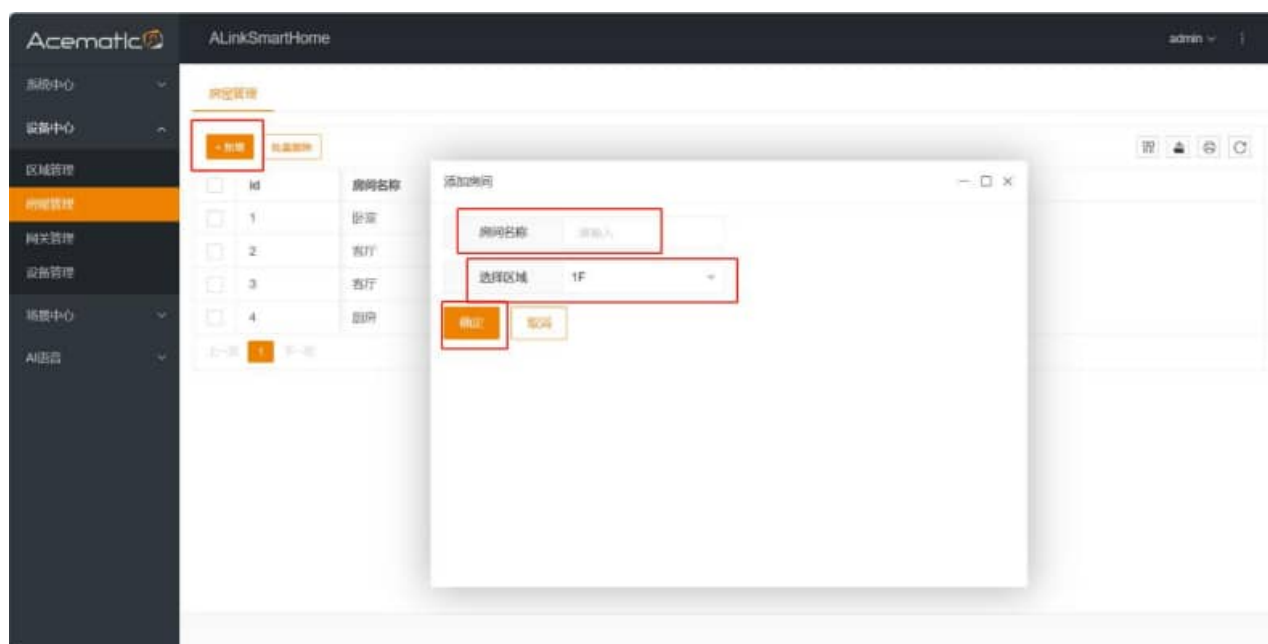 Acematic
ALinkSmartHome
admin
系统中心
设备中心
区域管理
房屋管理
网关管理
设备管理
场景中心
AI语音
房屋管理
+ 新增
批量删除
id
房间名称
1
卧室
2
客厅
3
客厅
4
厨房
上一页
1
下一页
添加房间
房间名称
请输入
选择区域
1F
确定
取消